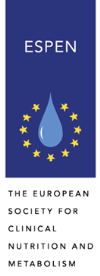 ESPEN
THE EUROPEAN
SOCIETY FOR
CLINICAL
NUTRITION AND
METABOLISM